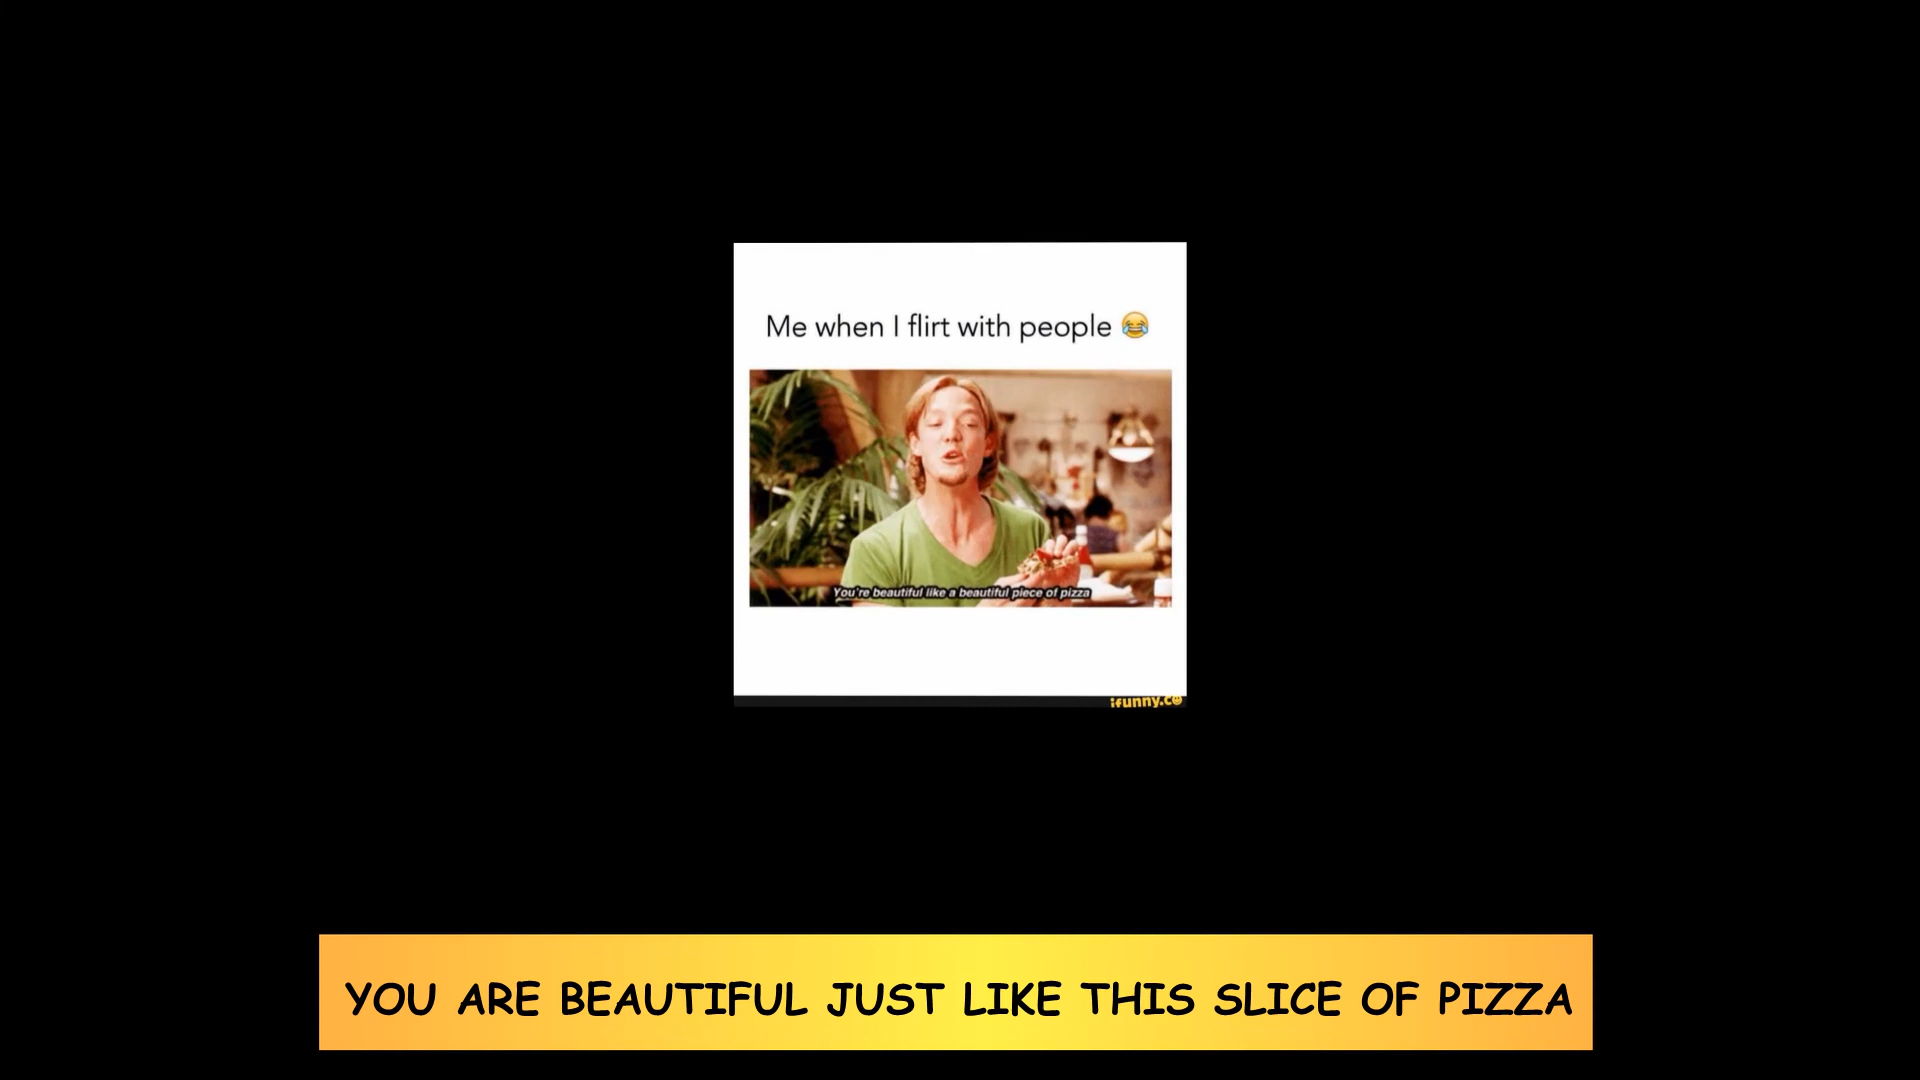 Me when I flirt with people 😂
You're beautiful like a beautiful piece of pizza
ifunny.co
YOU ARE BEAUTIFUL JUST LIKE THIS SLICE OF PIZZA